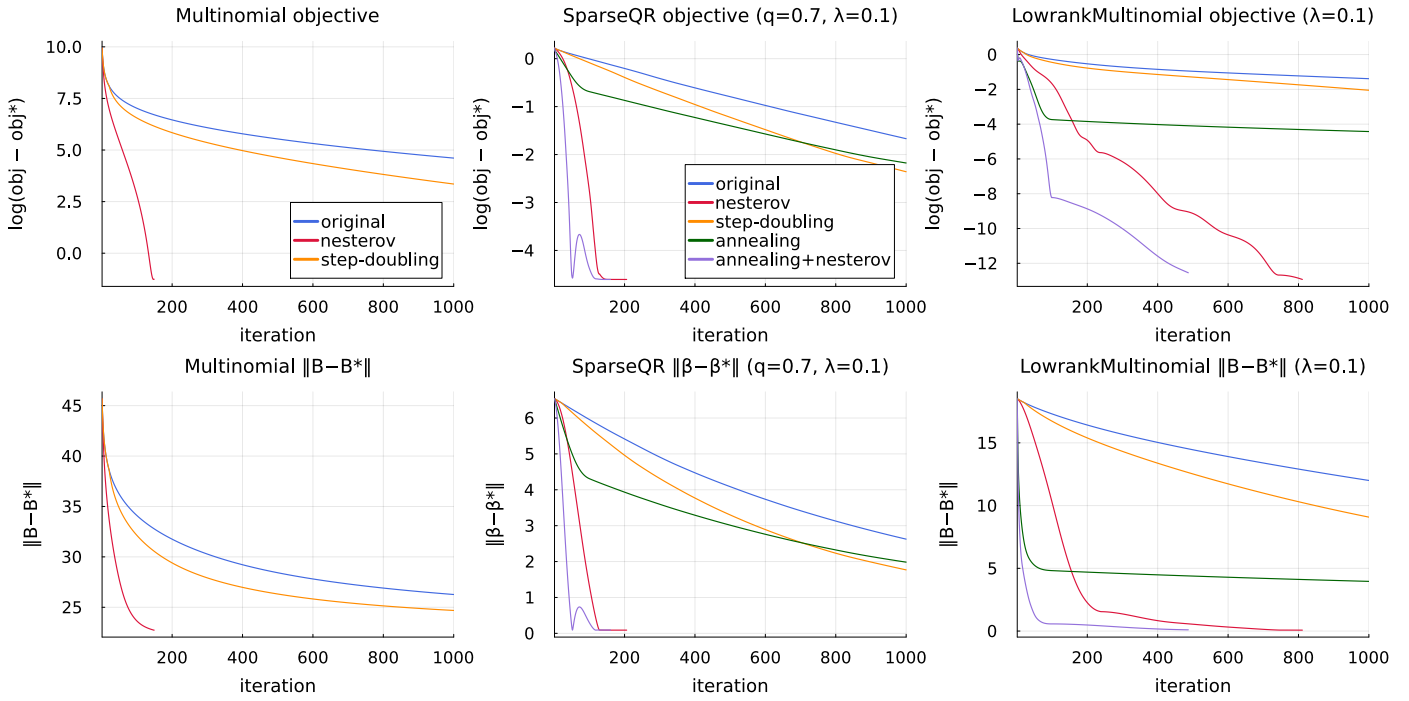 Multinomial objective
log(obj − obj*)
10.0
7.5
5.0
2.5
0.0
200 400 600 800 1000
iteration
original
nesterov
step-doubling
SparseQR objective (q=0.7, λ=0.1)
log(obj − obj*)
0
−1
−2
−3
−4
200 400 600 800 1000
iteration
original
nesterov
step-doubling
annealing
annealing+nesterov
LowrankMultinomial objective (λ=0.1)
log(obj − obj*)
0
−2
−4
−6
−8
−10
−12
200 400 600 800 1000
iteration
Multinomial ‖B−B*‖
‖B−B*‖
45
40
35
30
25
200 400 600 800 1000
iteration
SparseQR ‖β−β*‖ (q=0.7, λ=0.1)
‖β−β*‖
6
5
4
3
2
1
0
200 400 600 800 1000
iteration
LowrankMultinomial ‖B−B*‖ (λ=0.1)
‖B−B*‖
15
10
5
0
200 400 600 800 1000
iteration